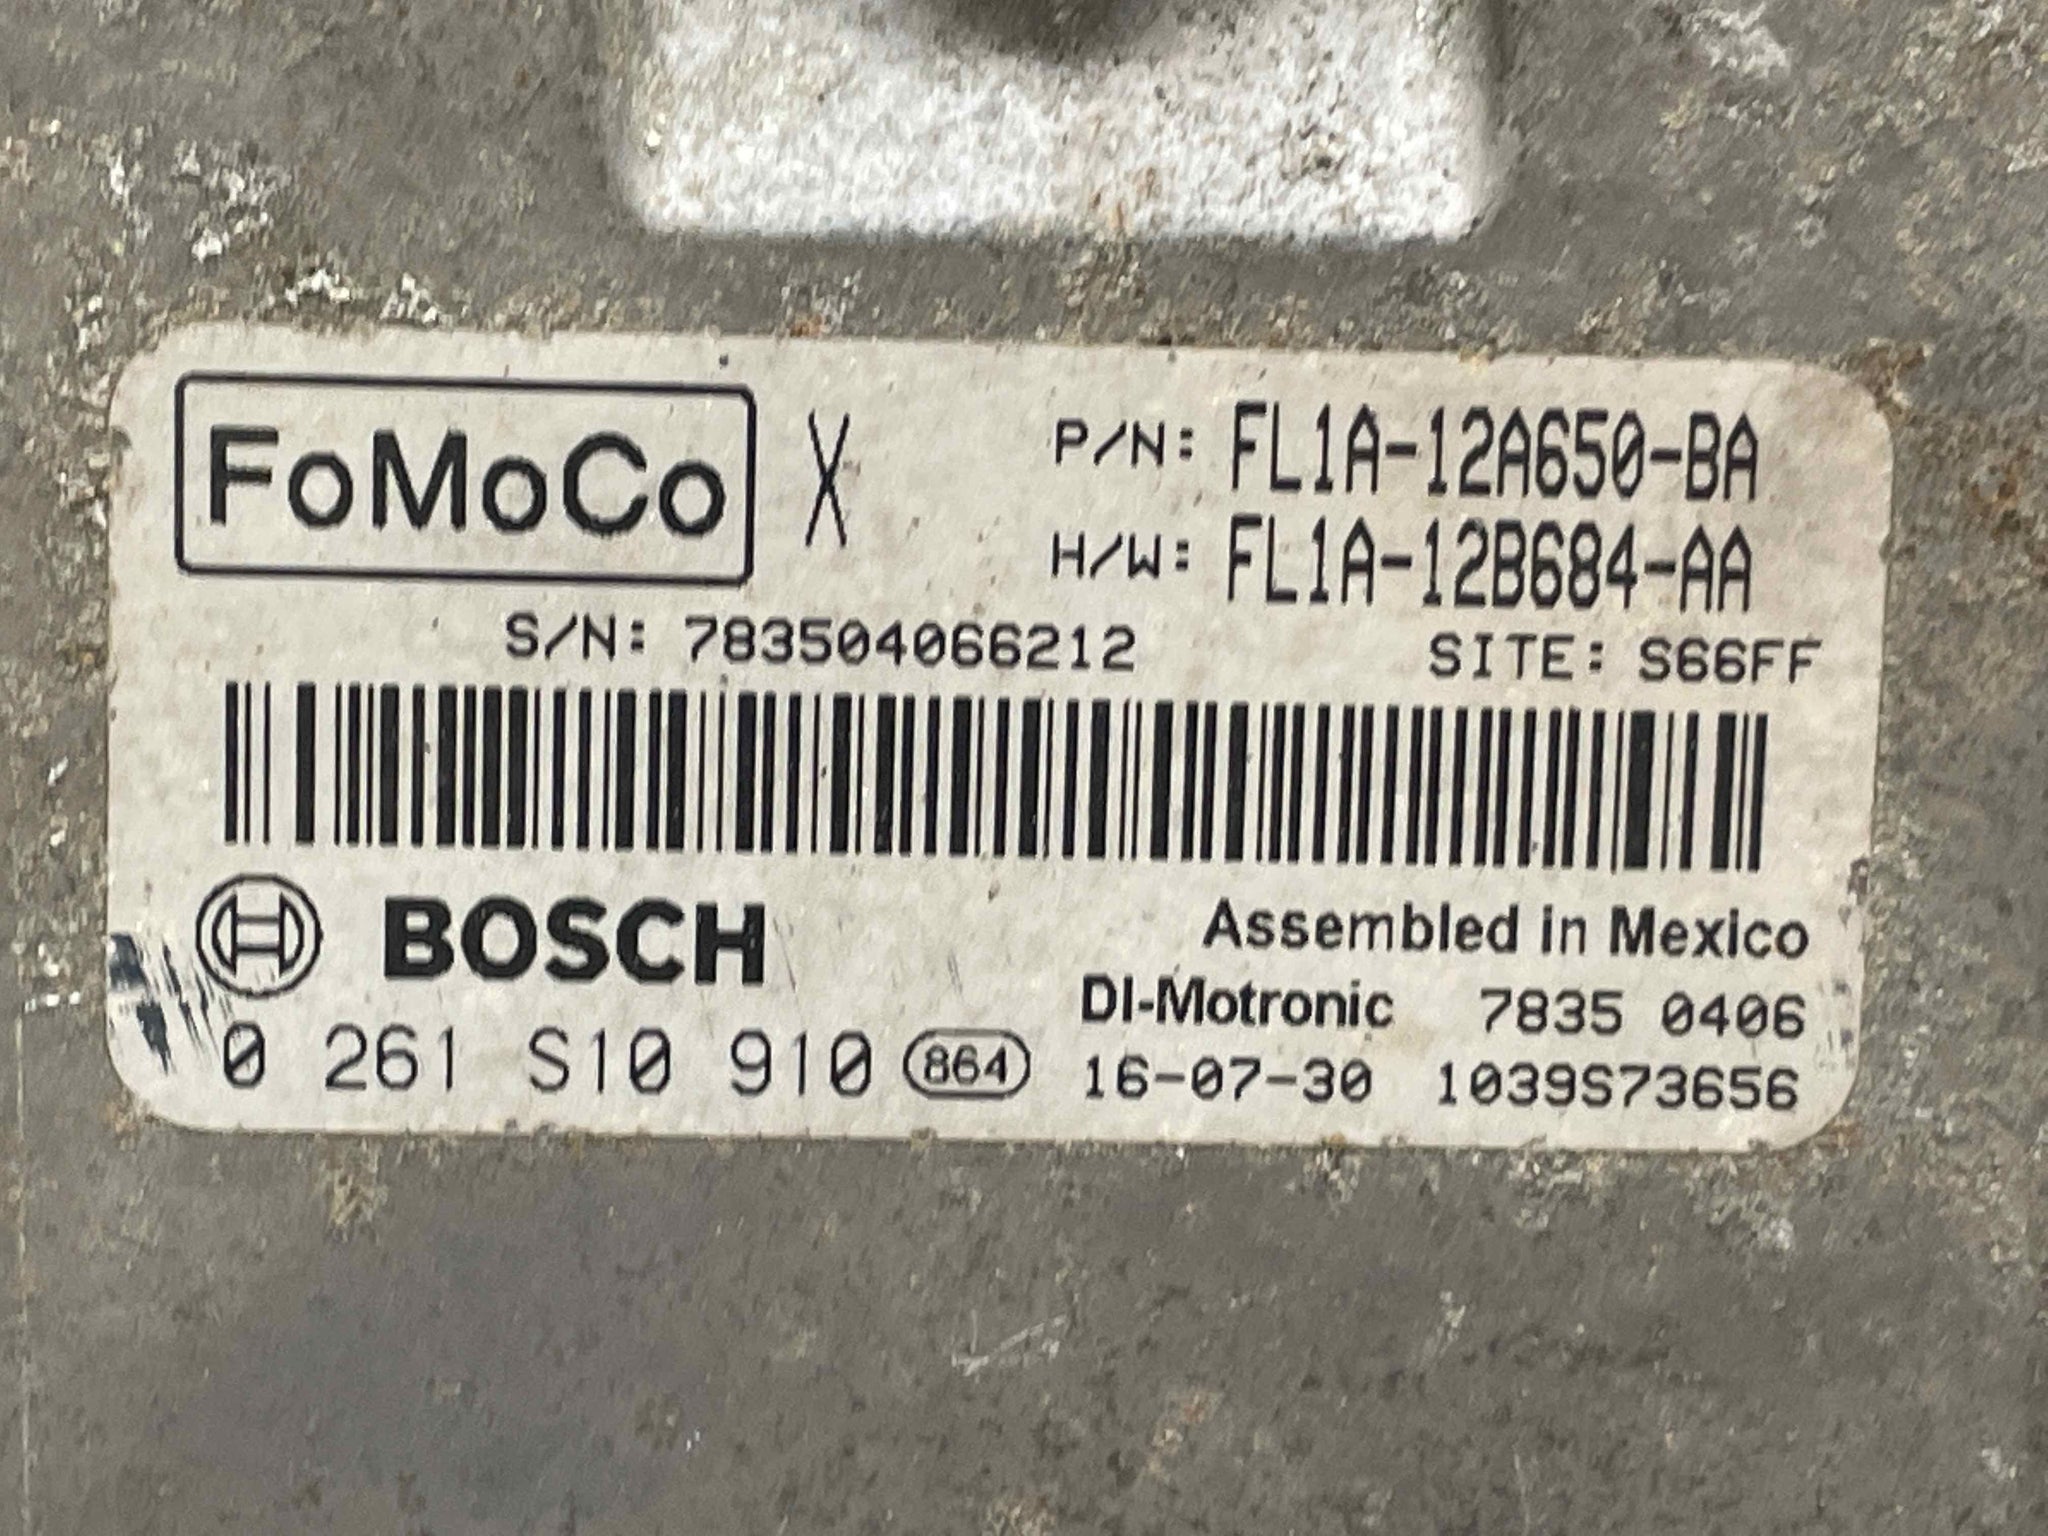 FoMoCo X P/N: FL1A-12A650-BA
H/W: FL1A-12B684-AA
S/N: 783504066212 SITE: S66FF
BOSCH Assembled in Mexico
DI-Motronic 7835 0406
0 261 S10 910 864 16-07-30 1039S73656